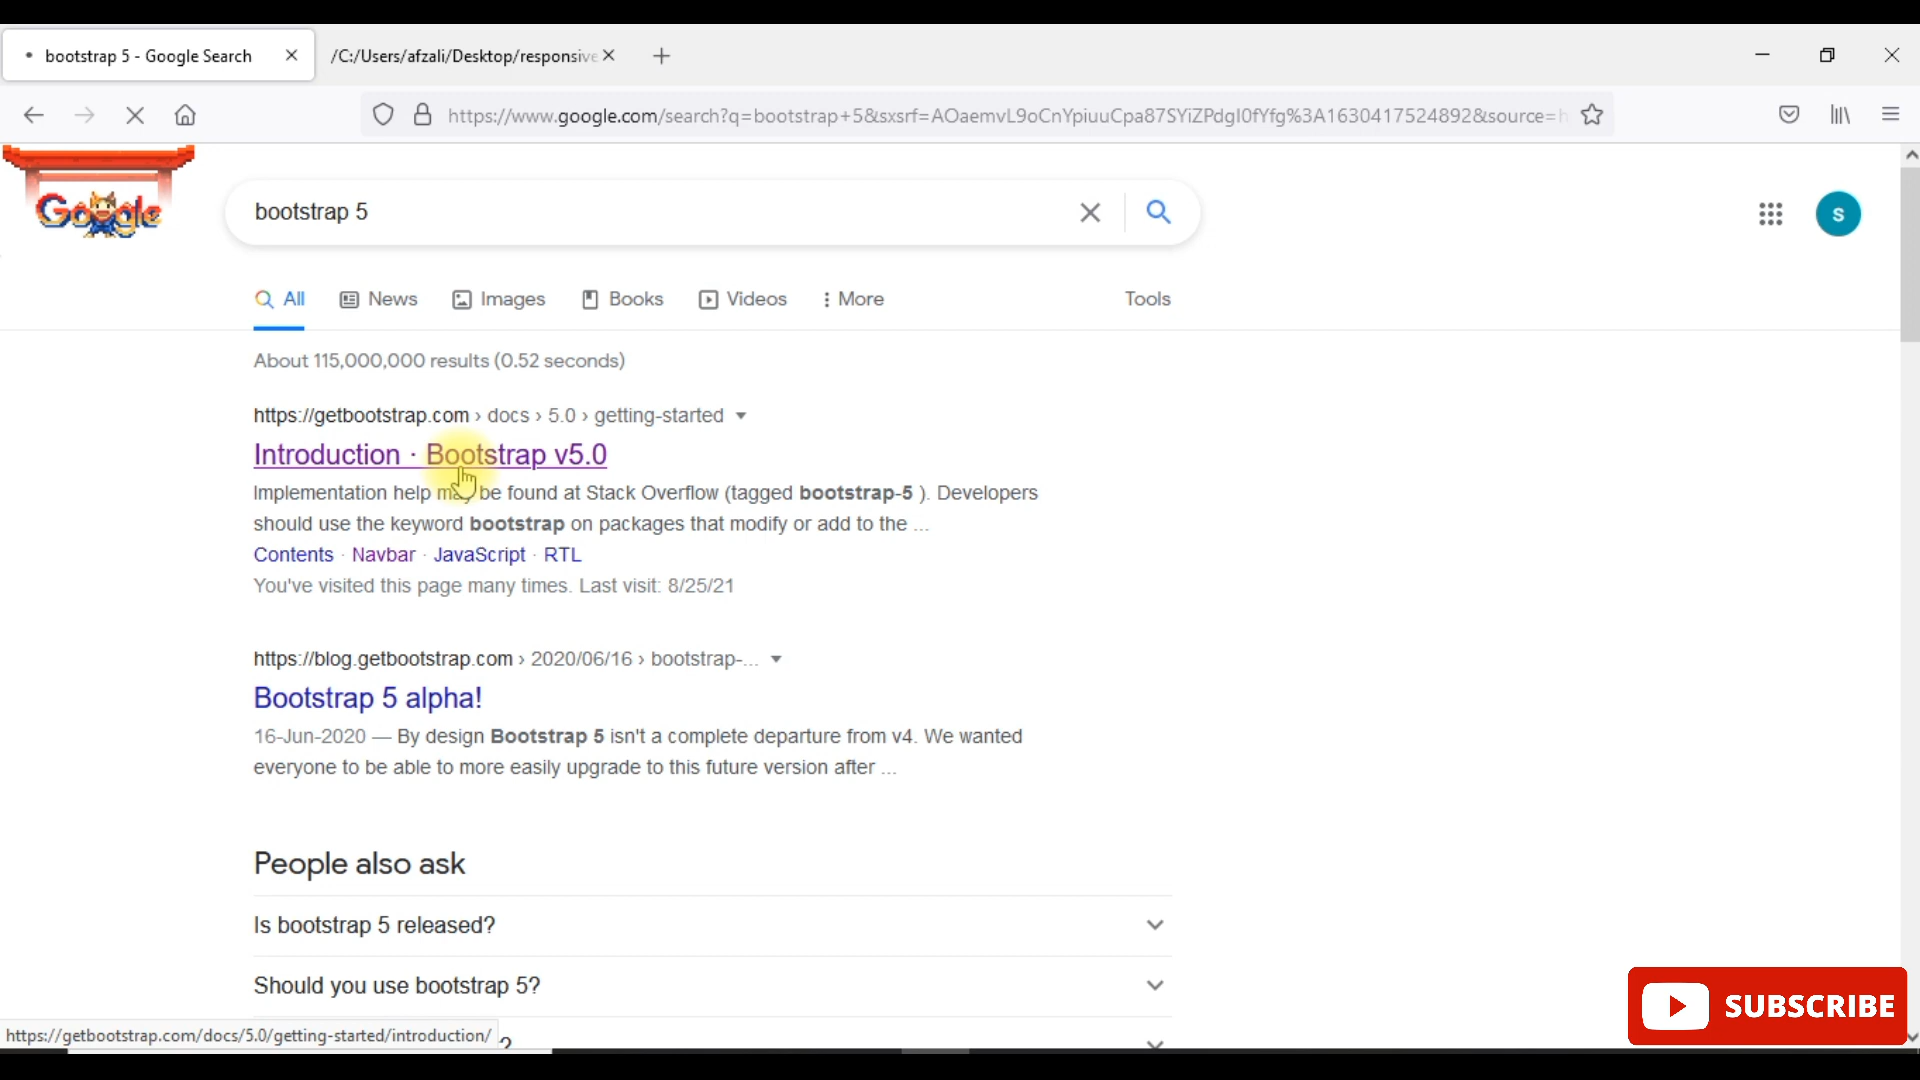 bootstrap 5 - Google Search
/C:/Users/afzali/Desktop/responsive
https://www.google.com/search?q=bootstrap+5&sxsrf=AOaemvL9oCnYpiuuCpa87SYiZPdgI0fYfg%3A1630417524892&source=h
Google
bootstrap 5
S
All
News
Images
Books
Videos
More
Tools
About 115,000,000 results (0.52 seconds)
https://getbootstrap.com › docs › 5.0 › getting-started
Introduction · Bootstrap v5.0
Implementation help may be found at Stack Overflow (tagged bootstrap-5 ). Developers
should use the keyword bootstrap on packages that modify or add to the ...
Contents · Navbar · JavaScript · RTL
You've visited this page many times. Last visit: 8/25/21
https://blog.getbootstrap.com › 2020/06/16 › bootstrap-...
Bootstrap 5 alpha!
16-Jun-2020 — By design Bootstrap 5 isn't a complete departure from v4. We wanted
everyone to be able to more easily upgrade to this future version after ...
People also ask
Is bootstrap 5 released?
Should you use bootstrap 5?
https://getbootstrap.com/docs/5.0/getting-started/introduction/
SUBSCRIBE